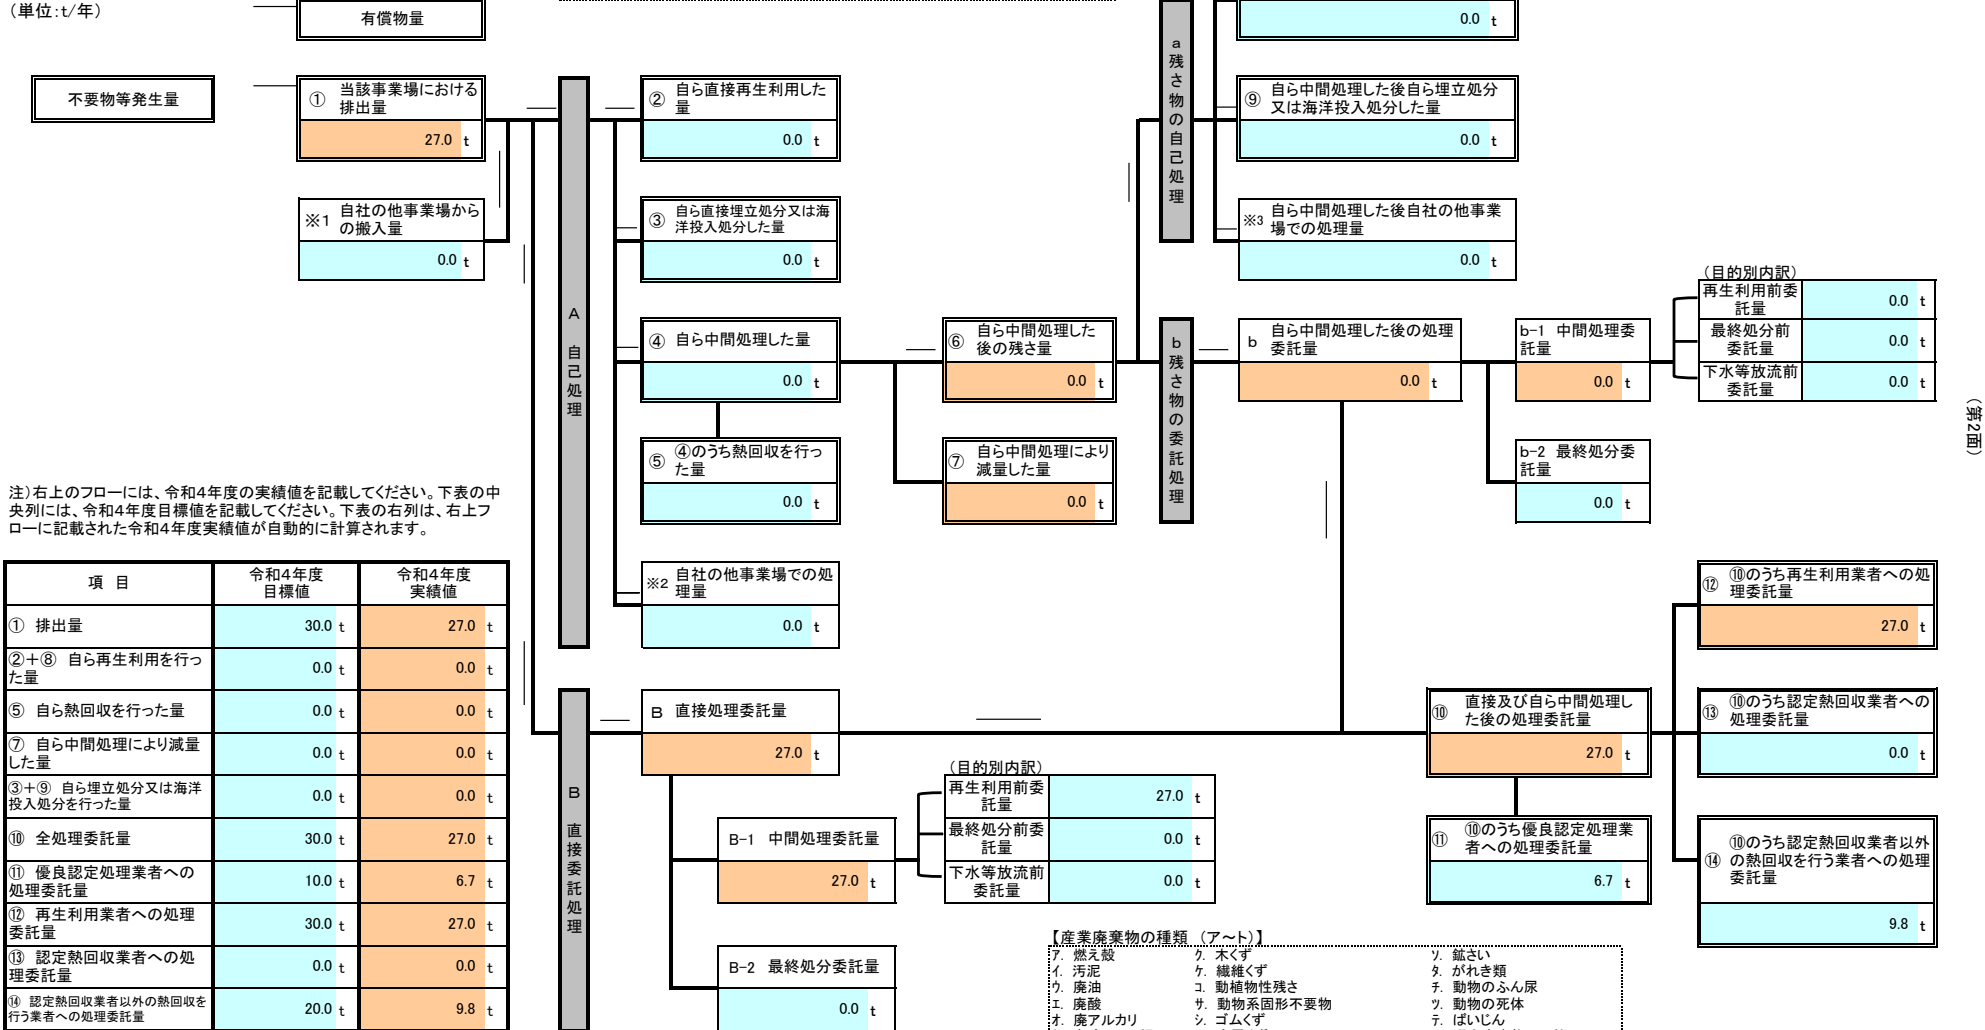 （単位：t/年）
有償物量
0.0 t
不要物等発生量
① 当該事業場における
排出量
27.0 t
※1 自社の他事業場から
の搬入量
0.0 t
A 自己処理
② 自ら直接再生利用した
量
0.0 t
③ 自ら直接埋立処分又は海
洋投入処分した量
0.0 t
④ 自ら中間処理した量
0.0 t
⑤ ④のうち熱回収を行っ
た量
0.0 t
※2 自社の他事業場での処
理量
0.0 t
⑥ 自ら中間処理した
後の残さ量
0.0 t
⑦ 自ら中間処理により
減量した量
0.0 t
a 残さ物の自己処理
⑨ 自ら中間処理した後自ら埋立処分
又は海洋投入処分した量
0.0 t
※3 自ら中間処理した後自社の他事業
場での処理量
0.0 t
b 残さ物の委託処理
b 自ら中間処理した後の処理
委託量
0.0 t
b-1 中間処理委
託量
0.0 t
b-2 最終処分委
託量
0.0 t
（目的別内訳）
再生利用前委
託量
0.0 t
最終処分前
委託量
0.0 t
下水等放流前
委託量
0.0 t
（第2面）
注）右上のフローには、令和４年度の実績値を記載してください。下表の中
央列には、令和４年度目標値を記載してください。下表の右列は、右上フ
ローに記載された令和４年度実績値が自動的に計算されます。
項 目
令和４年度
目標値
令和４年度
実績値
① 排出量 30.0 t 27.0 t
②＋⑧ 自ら再生利用を行っ
た量
0.0 t 0.0 t
⑤ 自ら熱回収を行った量 0.0 t 0.0 t
⑦ 自ら中間処理により減量
した量
0.0 t 0.0 t
③＋⑨ 自ら埋立処分又は海洋
投入処分を行った量
0.0 t 0.0 t
⑩ 全処理委託量 30.0 t 27.0 t
⑪ 優良認定処理業者への
処理委託量
10.0 t 6.7 t
⑫ 再生利用業者への処理
委託量
30.0 t 27.0 t
⑬ 認定熱回収業者への処
理委託量
0.0 t 0.0 t
⑭ 認定熱回収業者以外の熱回収を
行う業者への処理委託量
20.0 t 9.8 t
B 直接委託処理
B 直接処理委託量
27.0 t
B-1 中間処理委託量
27.0 t
B-2 最終処分委託量
0.0 t
（目的別内訳）
再生利用前委
託量
27.0 t
最終処分前委
託量
0.0 t
下水等放流前
委託量
0.0 t
⑩ 直接及び自ら中間処理し
た後の処理委託量
27.0 t
⑪ ⑩のうち優良認定処理業
者への処理委託量
6.7 t
⑫ ⑩のうち再生利用業者への処
理委託量
27.0 t
⑬ ⑩のうち認定熱回収業者への
処理委託量
0.0 t
⑭ ⑩のうち認定熱回収業者以外
の熱回収を行う業者への処理
委託量
9.8 t
【産業廃棄物の種類 （ア～ト）】
ア. 燃え殻 ク. 木くず ソ. 鉱さい
イ. 汚泥 ケ. 繊維くず タ. がれき類
ウ. 廃油 コ. 動植物性残さ チ. 動物のふん尿
エ. 廃酸 サ. 動物系固形不要物 ツ. 動物の死体
オ. 廃アルカリ シ. ゴムくず テ. ばいじん